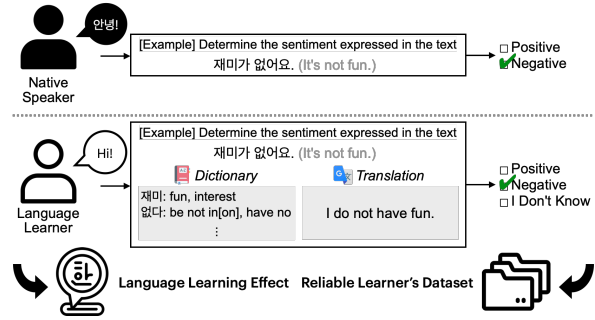 안녕!
Native
Speaker
[Example] Determine the sentiment expressed in the text
재미가 없어요. (It's not fun.)
Positive
Negative
Hi!
Language
Learner
[Example] Determine the sentiment expressed in the text
재미가 없어요. (It's not fun.)
Dictionary
재미: fun, interest
없다: be not in[on], have no
⋮
G
Translation
I do not have fun.
Positive
Negative
I Don't Know
한
Language Learning Effect
Reliable Learner's Dataset